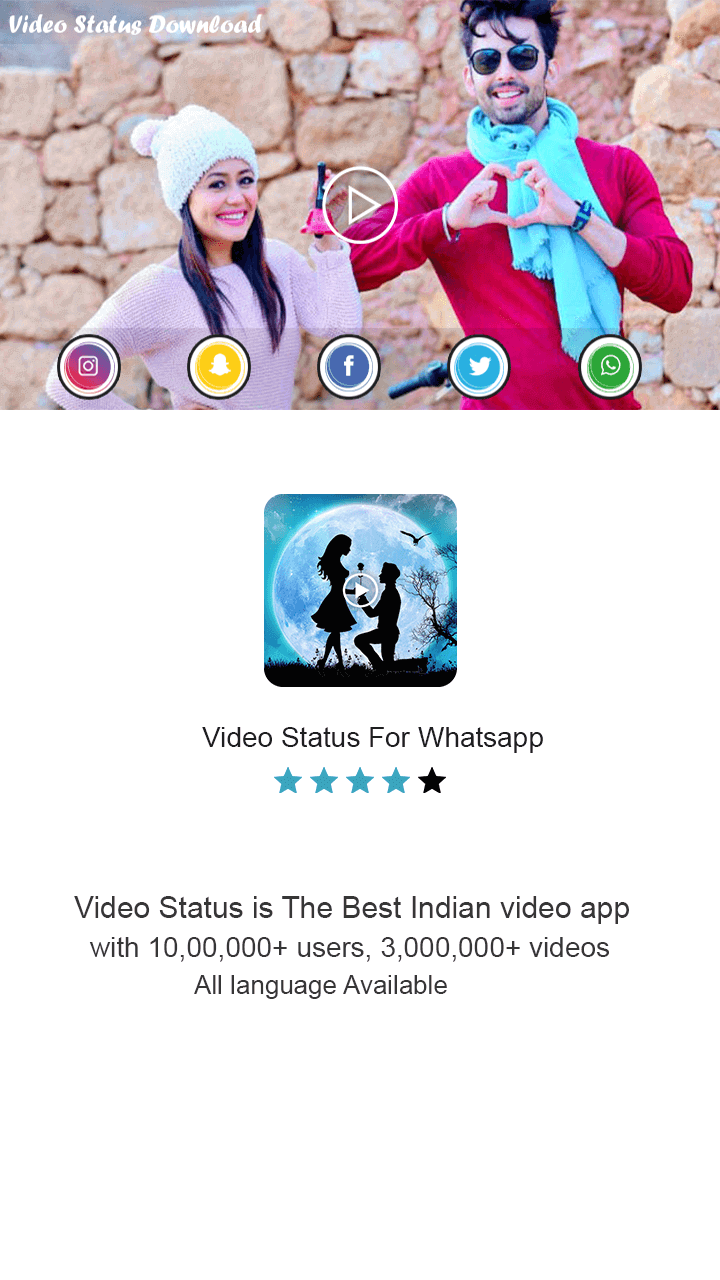 Video Status Download
Video Status For Whatsapp
Video Status is The Best Indian video app
with 10,00,000+ users, 3,000,000+ videos
All language Available